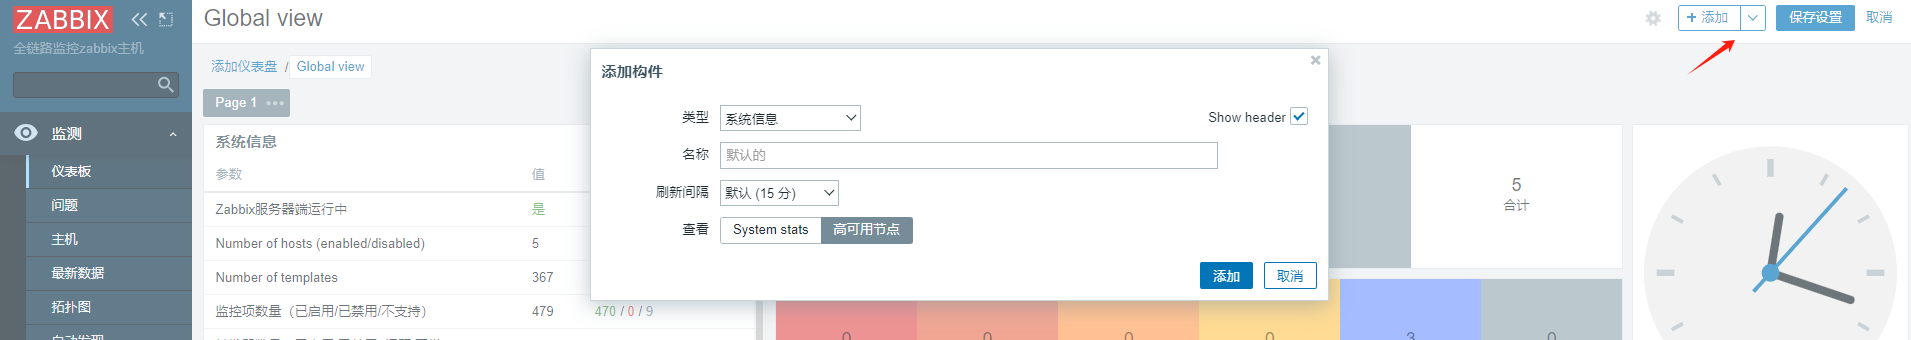 ZABBIX
全链路监控zabbix主机
Global view
+ 添加
保存设置
取消
添加仪表盘 / Global view
Page 1 •••
监测
仪表板
问题
主机
最新数据
拓扑图
系统信息
参数 值
Zabbix服务器端运行中 是
Number of hosts (enabled/disabled) 5
Number of templates 367
监控项数量（已启用/已禁用/不支持） 479 470 / 0 / 9
添加构件
类型 系统信息
Show header
名称 默认的
刷新间隔 默认 (15 分)
查看 System stats 高可用节点
添加 取消
5
合计
0 0 0 0 3 0